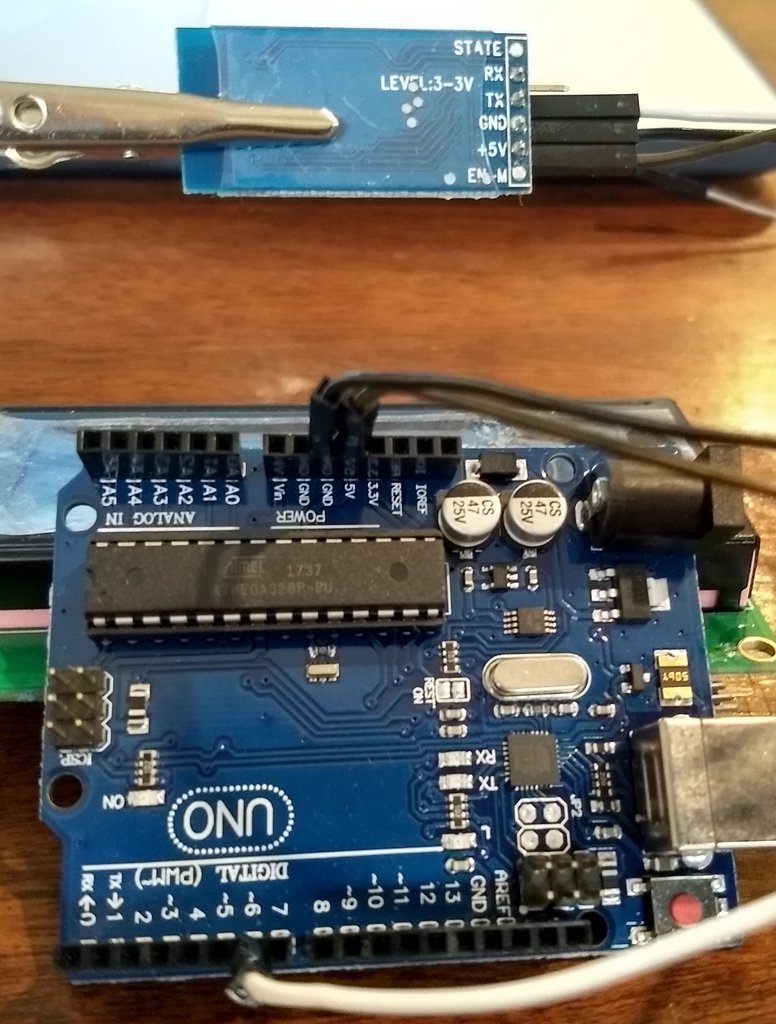 STATE
RX
LEVEL:3-3V
TX
GND
+5V
EN-M
A5
A4
A3
A2
A1
A0
Vin
GND
GND
5V
3.3V
RESET
IOREF
ANALOG IN
POWER
CS
47
25V
CS
47
25V
1737
ATMEGA328P-PU
RX
TX
L
ON
ICSP
JP2
UNO
DIGITAL (PWM~)
RX←0
TX→1
2
~3
4
~5
~6
7
8
~9
~10
~11
12
13
GND
AREF